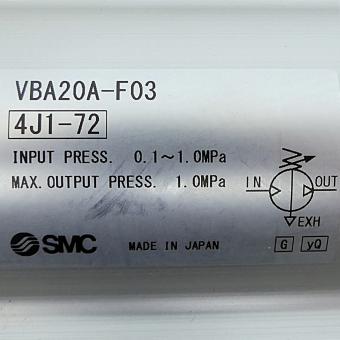 VBA20A-F03
4J1-72
INPUT PRESS. 0.1~1.0MPa
MAX. OUTPUT PRESS. 1.0MPa
IN OUT
EXH
SMC MADE IN JAPAN G yQ